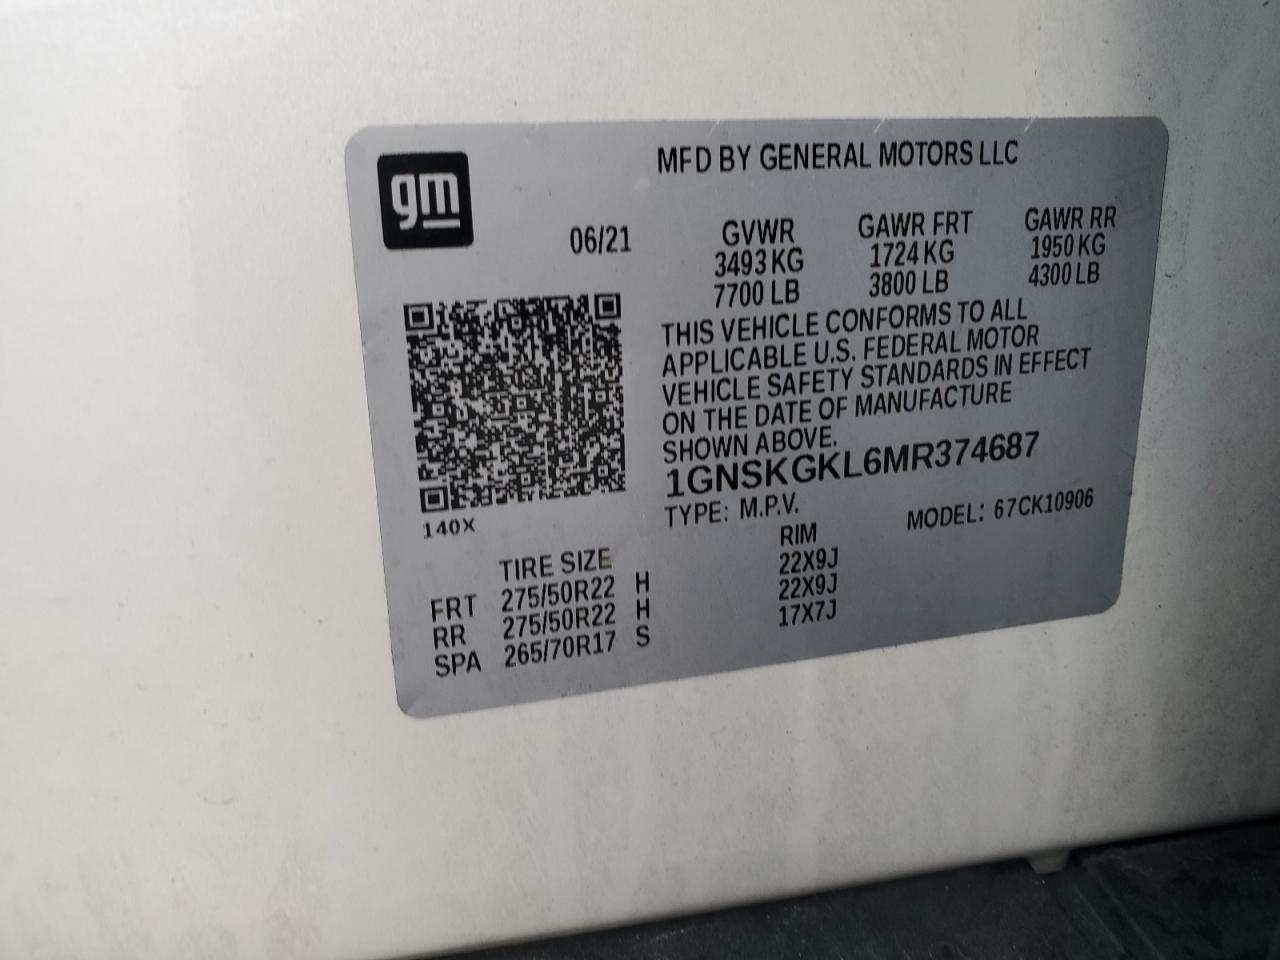 gm
MFD BY GENERAL MOTORS LLC
06/21
GVWR GAWR FRT GAWR RR
3493 KG 1724 KG 1950 KG
7700 LB 3800 LB 4300 LB
THIS VEHICLE CONFORMS TO ALL
APPLICABLE U.S. FEDERAL MOTOR
VEHICLE SAFETY STANDARDS IN EFFECT
ON THE DATE OF MANUFACTURE
SHOWN ABOVE.
1GNSKGKL6MR374687
TYPE: M.P.V. MODEL: 67CK10906
140X
TIRE SIZE RIM
FRT 275/50R22 H 22X9J
RR 275/50R22 H 22X9J
SPA 265/70R17 S 17X7J